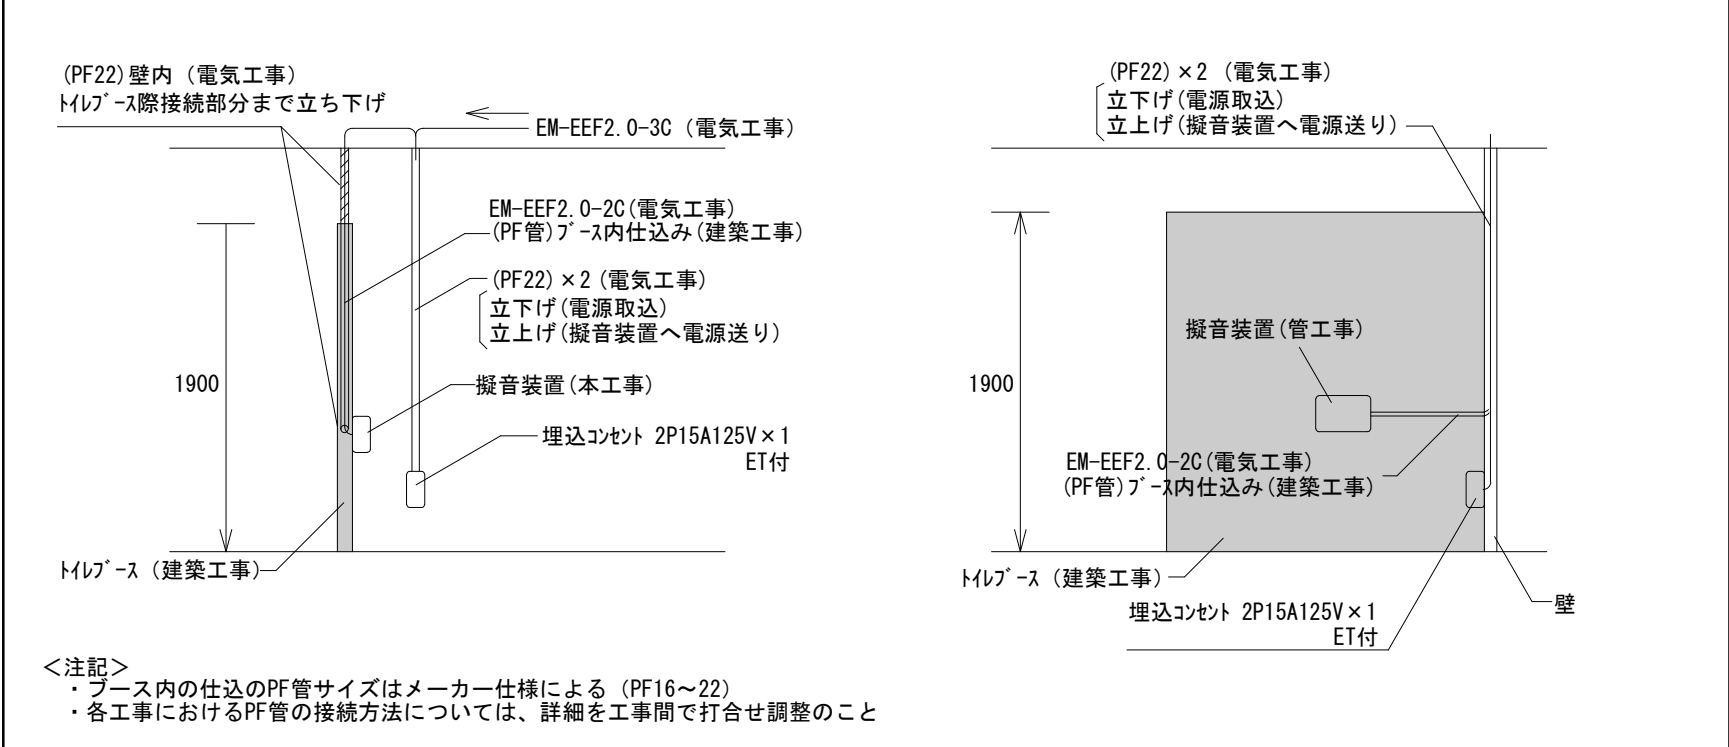 (PF22)壁内 (電気工事)
ﾄｲﾚﾌﾞｰｽ際接続部分まで立ち下げ
EM-EEF2.0-3C (電気工事)
EM-EEF2.0-2C(電気工事)
(PF管)ﾌﾞｰｽ内仕込み(建築工事)
(PF22)×2(電気工事)
立下げ(電源取込)
立上げ(擬音装置へ電源送り)
1900
擬音装置(本工事)
埋込ｺﾝｾﾝﾄ 2P15A125V×1
ET付
ﾄｲﾚﾌﾞｰｽ (建築工事)
(PF22)×2 (電気工事)
立下げ(電源取込)
立上げ(擬音装置へ電源送り)
擬音装置(管工事)
1900
EM-EEF2.0-2C(電気工事)
(PF管)ﾌﾞｰｽ内仕込み(建築工事)
ﾄｲﾚﾌﾞｰｽ (建築工事)
埋込ｺﾝｾﾝﾄ 2P15A125V×1
ET付
壁
＜注記＞
・ブース内の仕込のPF管サイズはメーカー仕様による (PF16～22)
・各工事におけるPF管の接続方法については、詳細を工事間で打合せ調整のこと